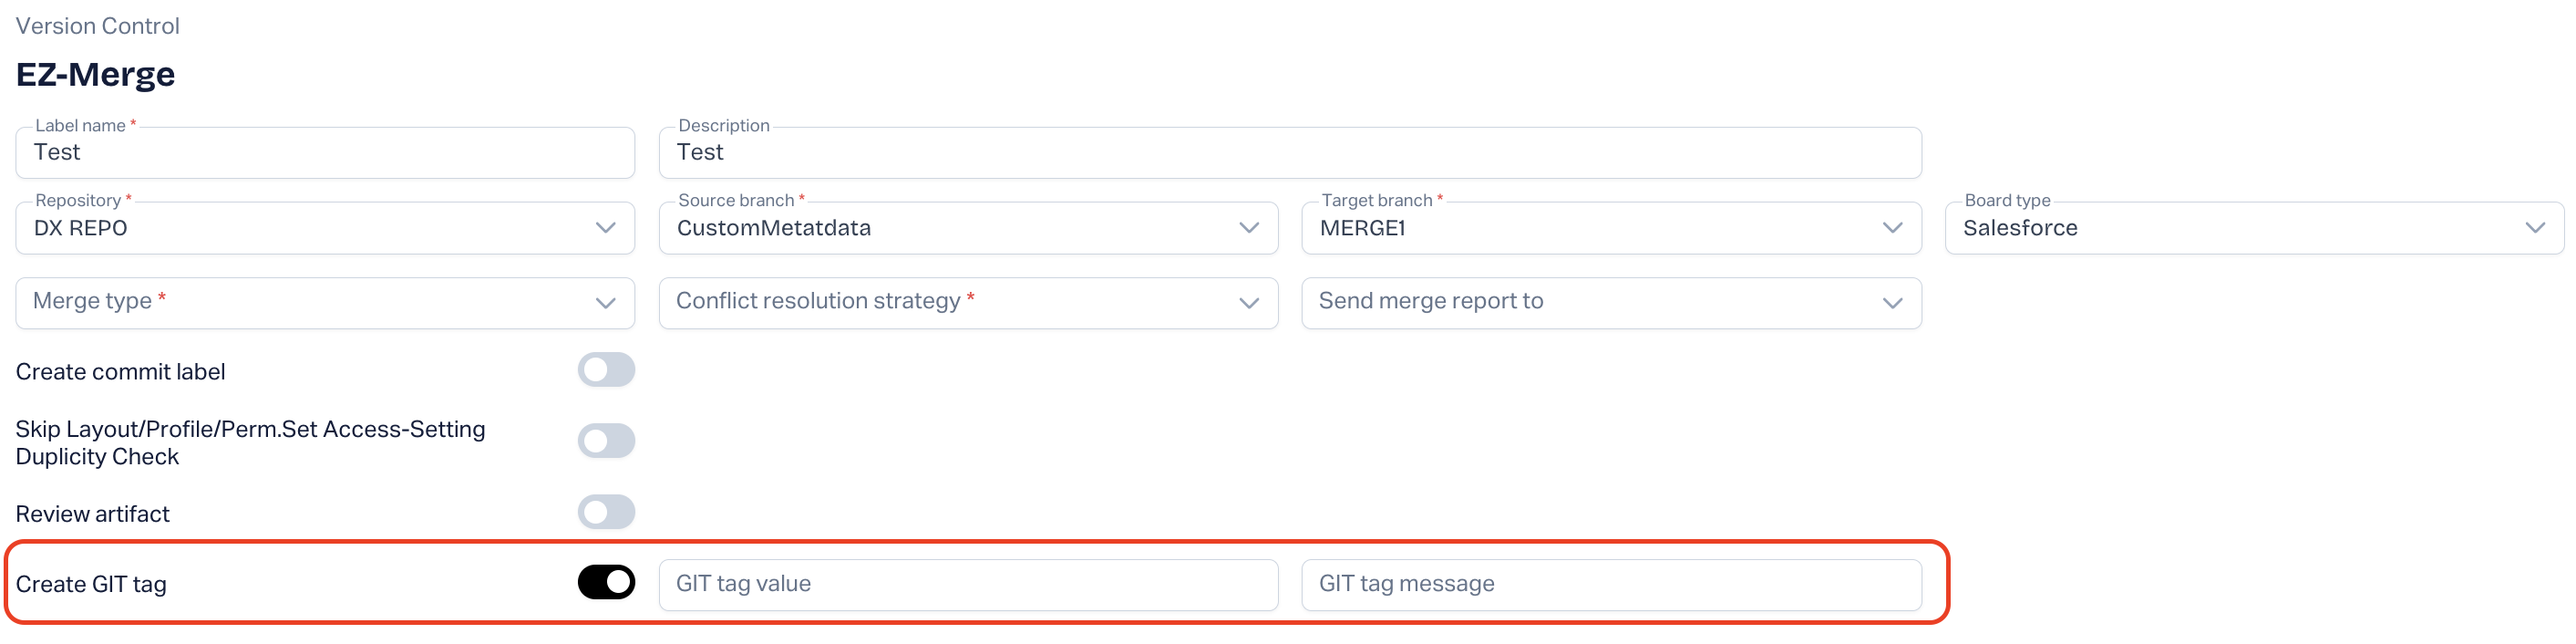 Version Control
EZ-Merge
Label name *
Test
Description
Test
Repository *
DX REPO
Source branch *
CustomMetatdata
Target branch *
MERGE1
Board type
Salesforce
Merge type *
Conflict resolution strategy *
Send merge report to
Create commit label
Skip Layout/Profile/Perm.Set Access-Setting
Duplicity Check
Review artifact
Create GIT tag
GIT tag value
GIT tag message